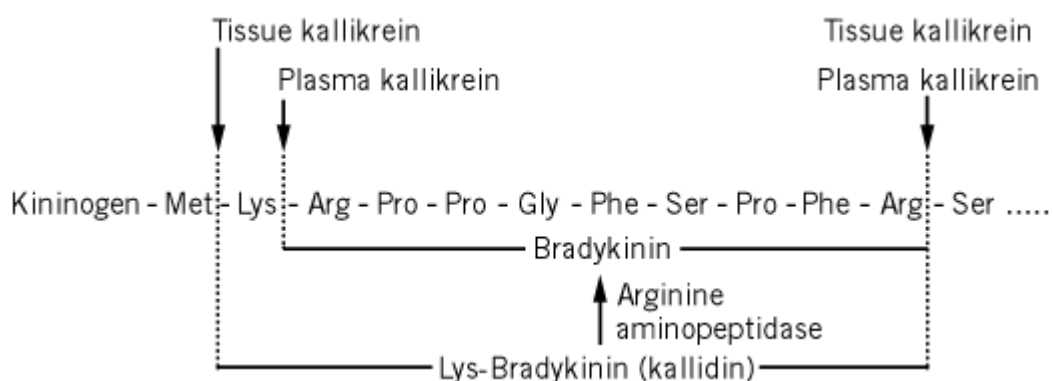 Tissue kallikrein
Tissue kallikrein
Plasma kallikrein
Plasma kallikrein
Kininogen - Met - Lys - Arg - Pro - Pro - Gly - Phe - Ser - Pro - Phe - Arg - Ser .....
Bradykinin
Arginine
aminopeptidase
Lys-Bradykinin (kallidin)